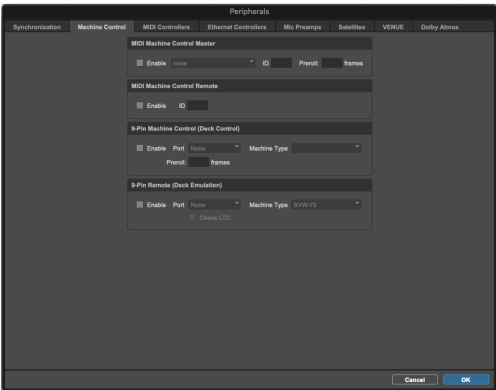 Peripherals
Synchronization Machine Control MIDI Controllers Ethernet Controllers Mic Preamps Satellites VENUE Dolby Atmos
MIDI Machine Control Master
Enable none ID Preroll: frames
MIDI Machine Control Remote
Enable ID
9-Pin Machine Control (Deck Control)
Enable Port None Machine Type
Preroll: frames
9-Pin Remote (Deck Emulation)
Enable Port None Machine Type BVW-75
Chase LTC
Cancel OK